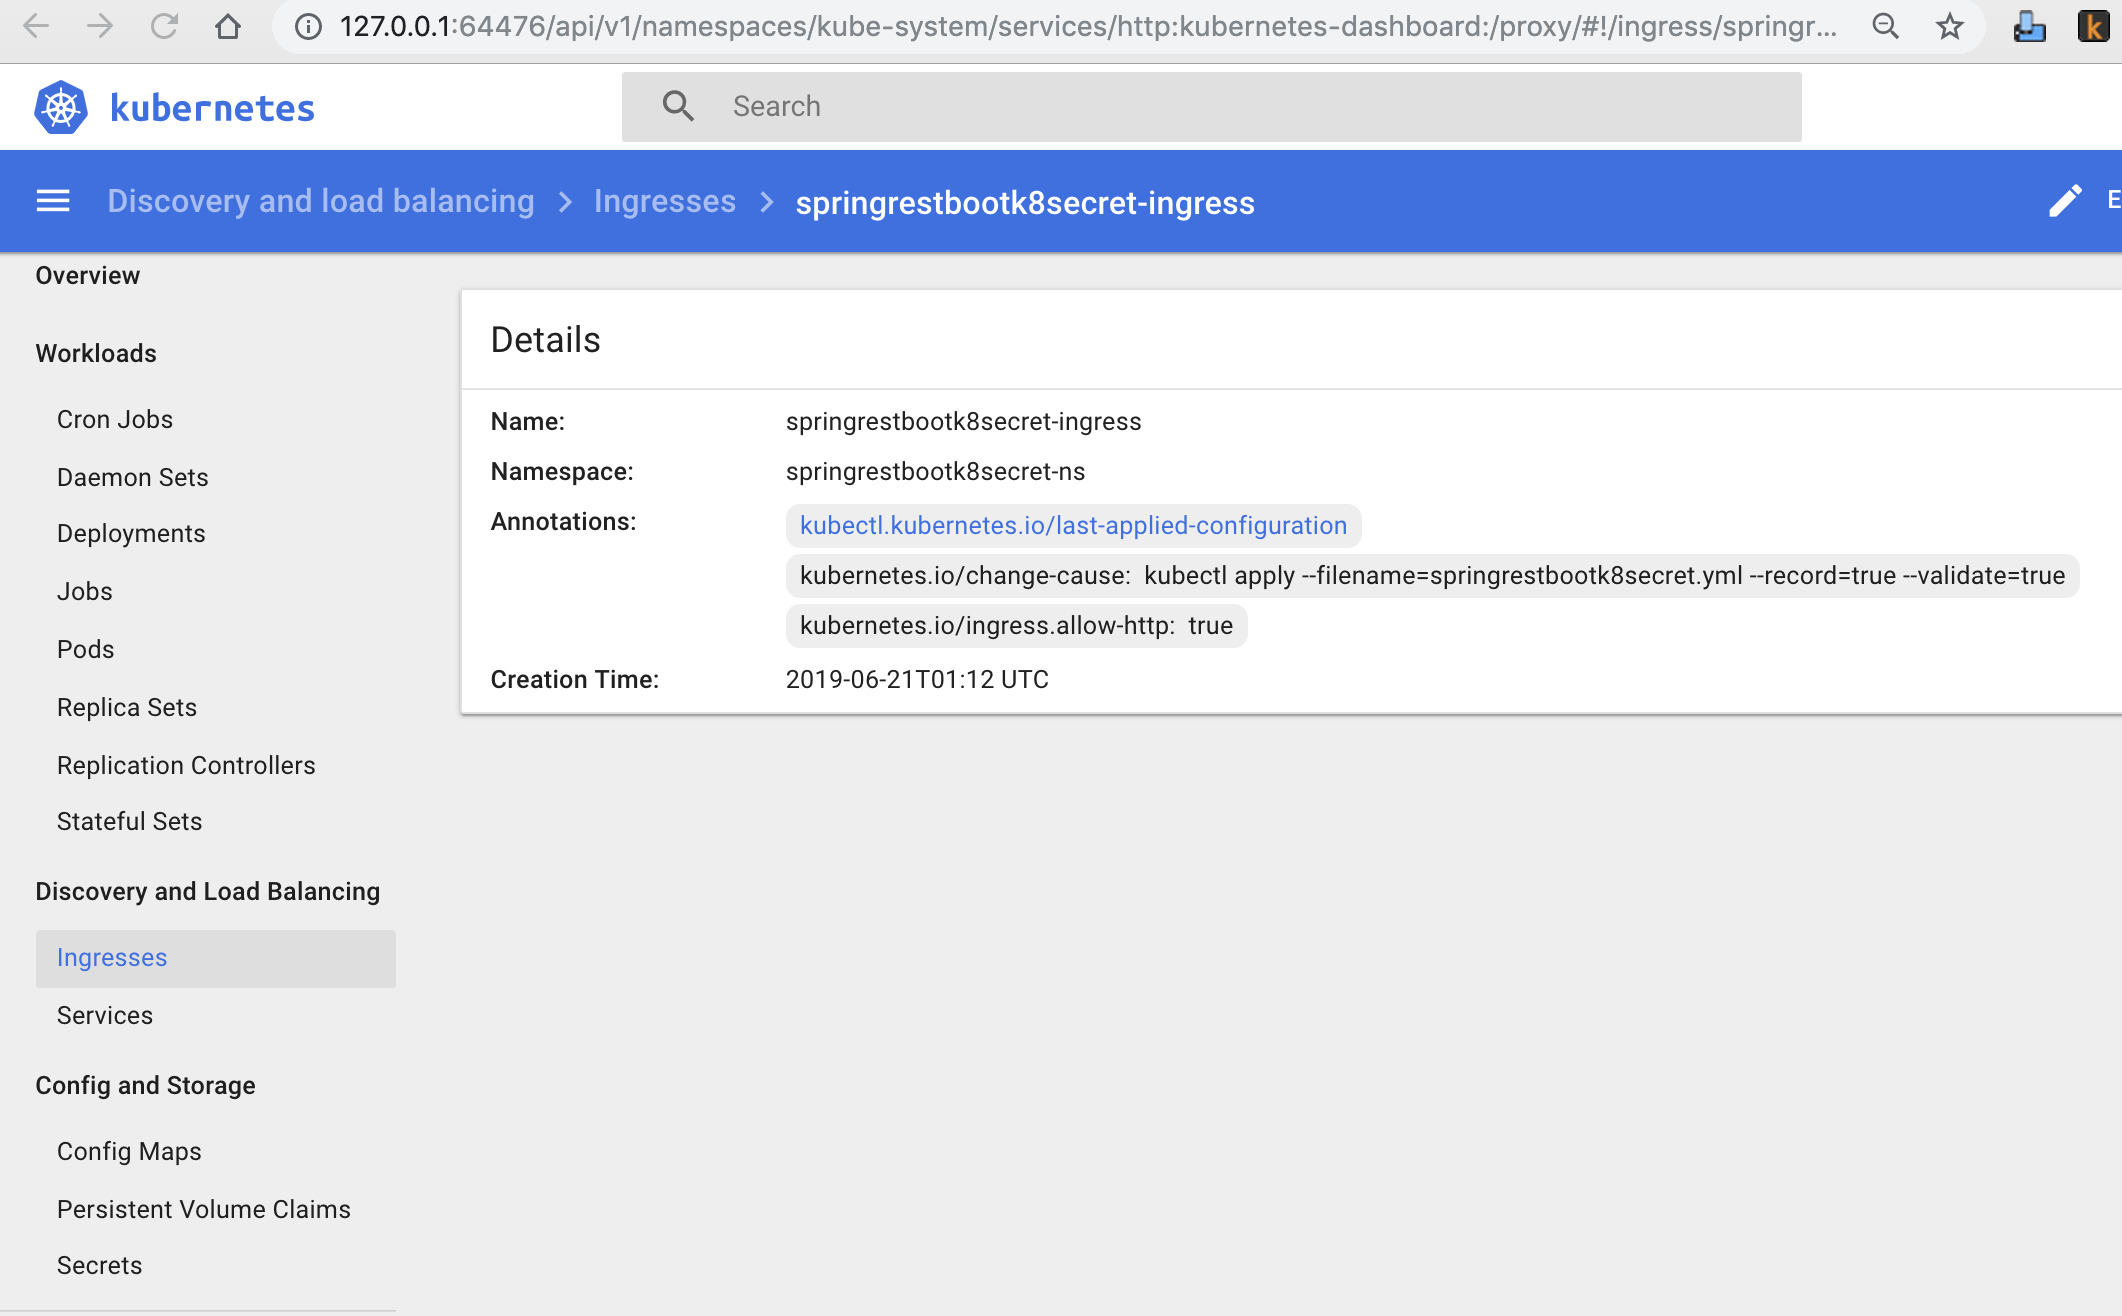 127.0.0.1:64476/api/v1/namespaces/kube-system/services/http:kubernetes-dashboard:/proxy/#!/ingress/springr...
k
kubernetes
Search
Discovery and load balancing > Ingresses > springrestbootk8secret-ingress
E
Overview
Workloads
Cron Jobs
Daemon Sets
Deployments
Jobs
Pods
Replica Sets
Replication Controllers
Stateful Sets
Discovery and Load Balancing
Ingresses
Services
Config and Storage
Config Maps
Persistent Volume Claims
Secrets
Details
Name: springrestbootk8secret-ingress
Namespace: springrestbootk8secret-ns
Annotations: kubectl.kubernetes.io/last-applied-configuration
kubernetes.io/change-cause: kubectl apply --filename=springrestbootk8secret.yml --record=true --validate=true
kubernetes.io/ingress.allow-http: true
Creation Time: 2019-06-21T01:12 UTC